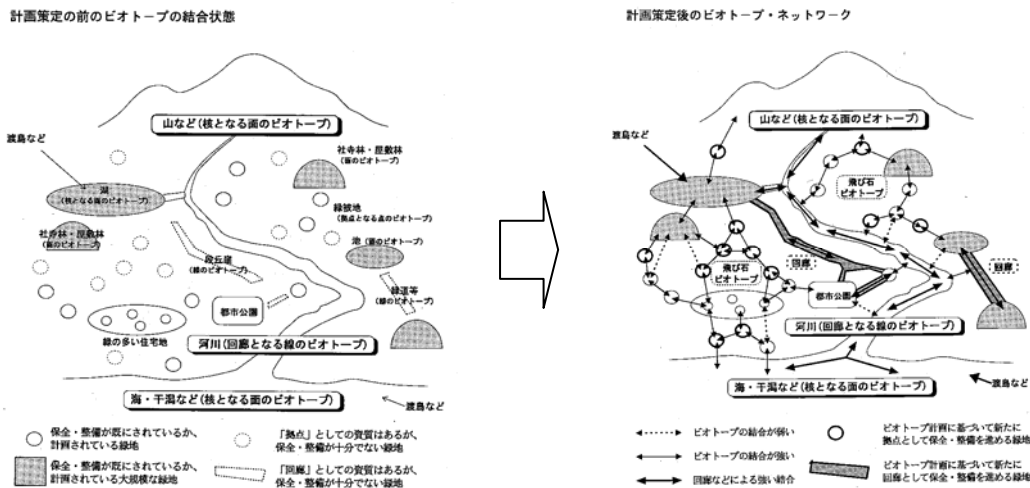 計画策定の前のビオトープの結合状態
山など(核となる面のビオトープ)
渡鳥など
社寺林・屋敷林
(面のビオトープ)
湖
(核となる面のビオトープ)
緑被地
(拠点となる点のビオトープ)
社寺林・屋敷林
(面のビオトープ)
池(面のビオトープ)
段丘崖
(線のビオトープ)
緑道等
(線のビオトープ)
都市公園
緑の多い住宅地
河川(回廊となる線のビオトープ)
海・干潟など(核となる面のビオトープ)
渡鳥など
保全・整備が既にされているか、
計画されている緑地
「拠点」としての資質はあるが、
保全・整備が十分でない緑地
保全・整備が既にされているか、
計画されている大規模な緑地
「回廊」としての資質はあるが、
保全・整備が十分でない緑地
計画策定後のビオトープ・ネットワーク
山など(核となる面のビオトープ)
渡鳥など
飛び石
ビオトープ
飛び石
ビオトープ
回廊
回廊
都市公園
河川(回廊となる線のビオトープ)
海・干潟など(核となる面のビオトープ)
渡鳥など
ビオトープの結合が弱い
ビオトープの結合が強い
回廊などによる強い結合
ビオトープ計画に基づいて新たに
拠点として保全・整備を進める緑地
ビオトープ計画に基づいて新たに
回廊として保全・整備を進める緑地